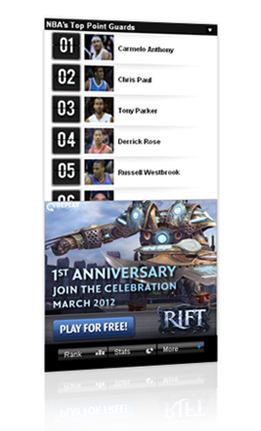 NBA's Top Point Guards
01 Carmelo Anthony
02 Chris Paul
03 Tony Parker
04 Derrick Rose
05 Russell Westbrook
06
1ST ANNIVERSARY
JOIN THE CELEBRATION
MARCH 2012
PLAY FOR FREE!
RIFT
Rank Stats More